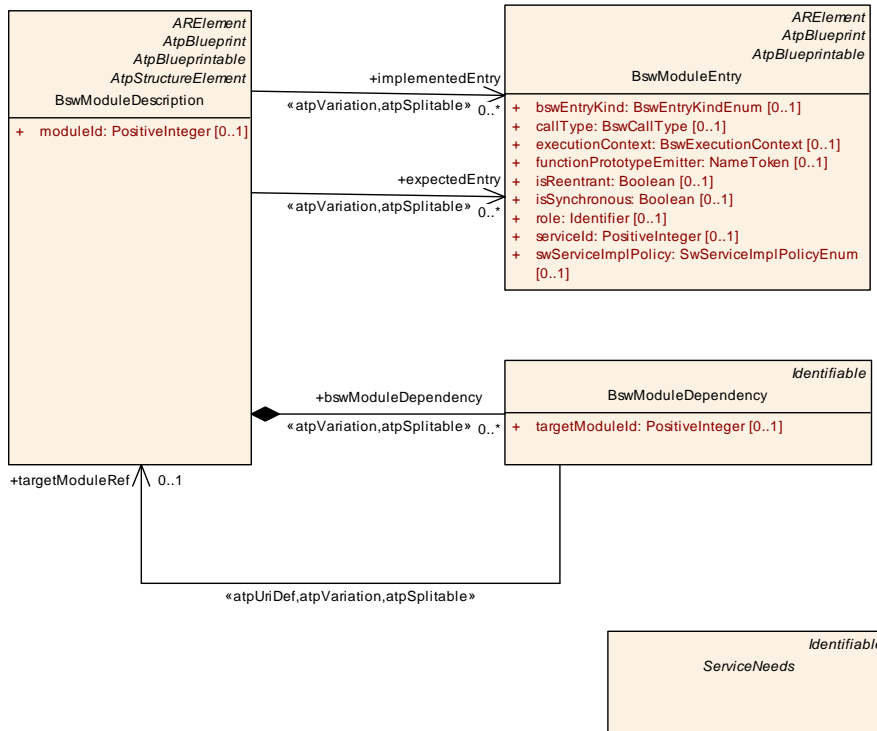 ARElement
AtpBlueprint
AtpBlueprintable
AtpStructureElement
BswModuleDescription
+ moduleId: PositiveInteger [0..1]
+implementedEntry
«atpVariation,atpSplitable» 0..*
+expectedEntry
«atpVariation,atpSplitable» 0..*
ARElement
AtpBlueprint
AtpBlueprintable
BswModuleEntry
+ bswEntryKind: BswEntryKindEnum [0..1]
+ callType: BswCallType [0..1]
+ executionContext: BswExecutionContext [0..1]
+ functionPrototypeEmitter: NameToken [0..1]
+ isReentrant: Boolean [0..1]
+ isSynchronous: Boolean [0..1]
+ role: Identifier [0..1]
+ serviceId: PositiveInteger [0..1]
+ swServiceImplPolicy: SwServiceImplPolicyEnum
[0..1]
+bswModuleDependency
«atpVariation,atpSplitable» 0..*
Identifiable
BswModuleDependency
+ targetModuleId: PositiveInteger [0..1]
+targetModuleRef 0..1
«atpUriDef,atpVariation,atpSplitable»
Identifiable
ServiceNeeds